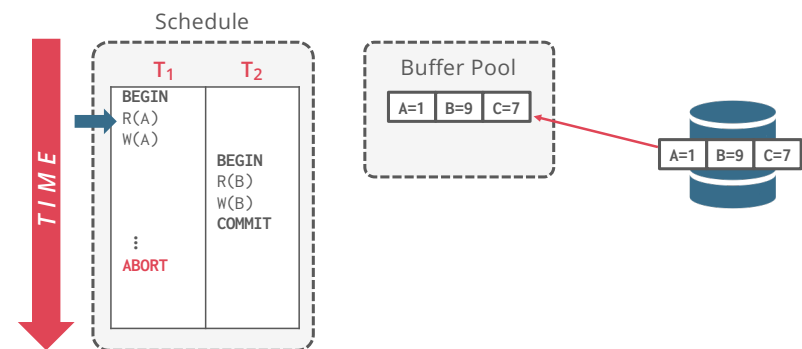 Schedule
TIME
T₁ T₂
BEGIN
R(A)
W(A)
BEGIN
R(B)
W(B)
COMMIT
⋮
ABORT
Buffer Pool
A=1 B=9 C=7
A=1 B=9 C=7